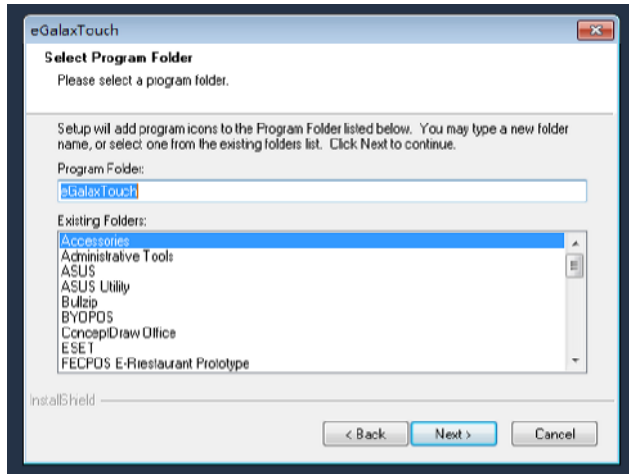 eGalaxTouch
Select Program Folder
Please select a program folder.
Setup will add program icons to the Program Folder listed below. You may type a new folder
name, or select one from the existing folders list. Click Next to continue.
Program Folder:
eGalaxTouch
Existing Folders:
Accessories
Administrative Tools
ASUS
ASUS Utility
Bullzip
BYOPOS
ConceptDraw Office
ESET
FECPOS E-Rrestaurant Prototype
InstallShield
< Back
Next >
Cancel